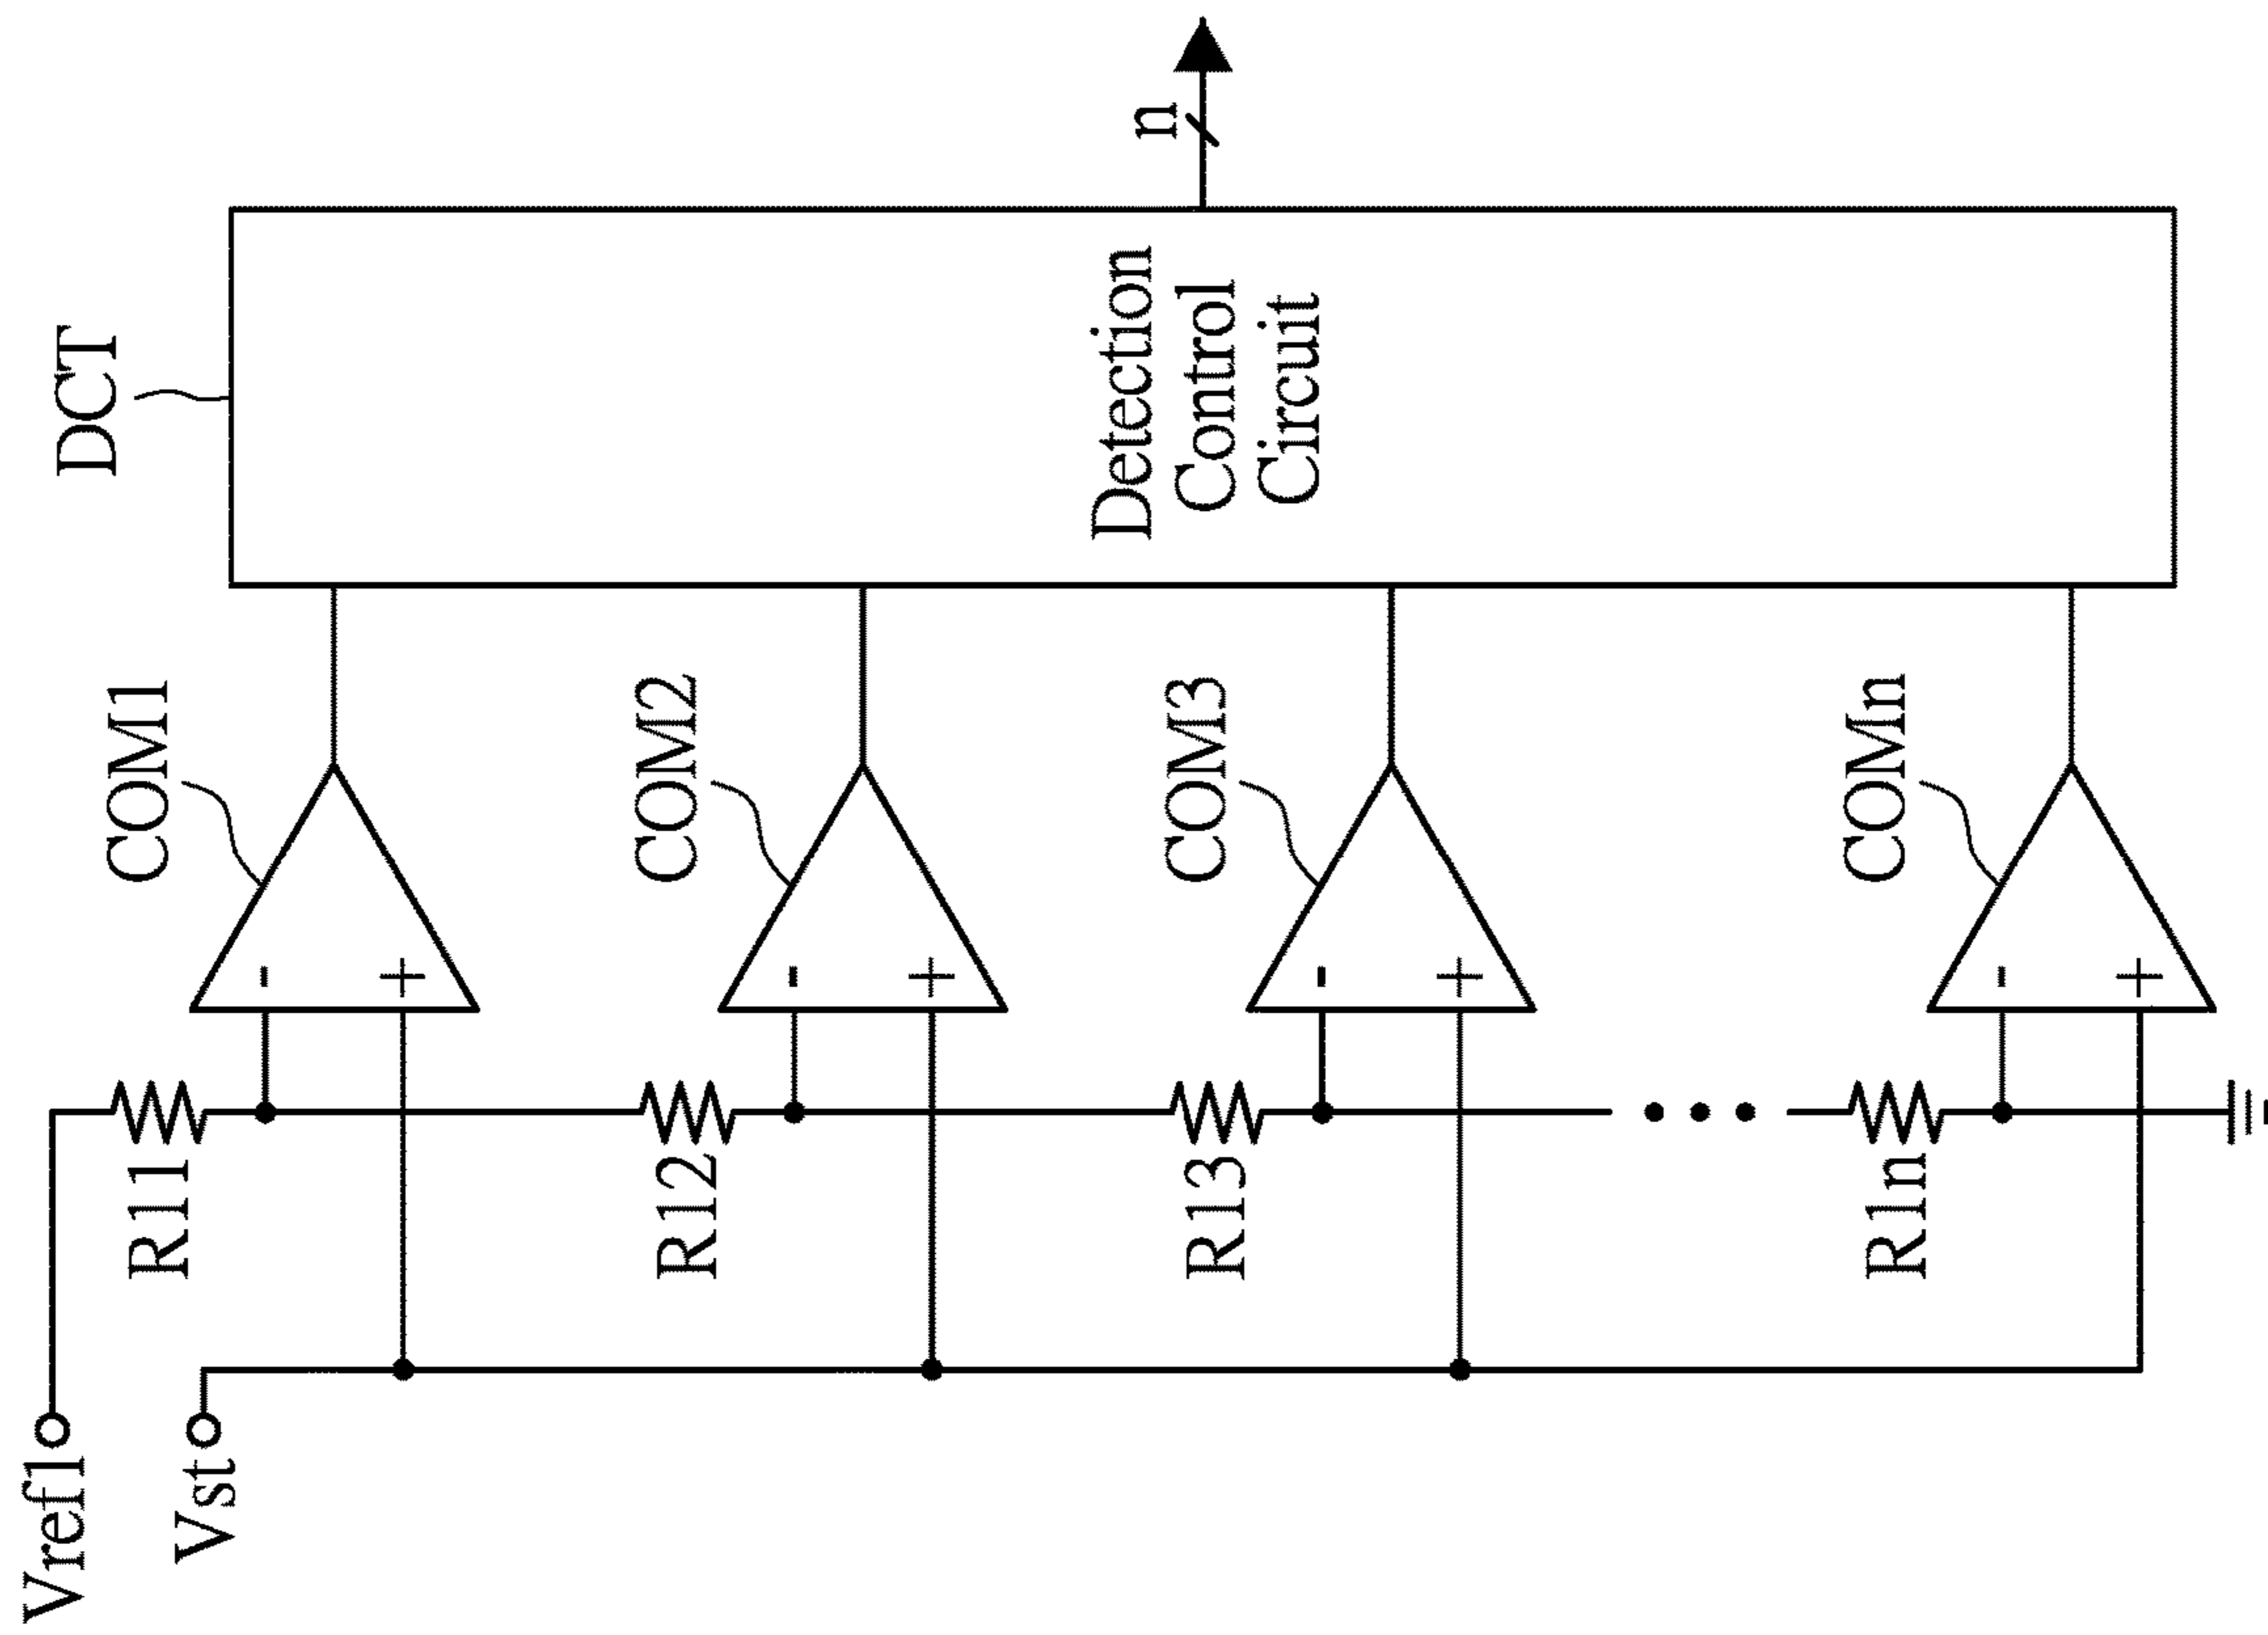 DCT
n
Detection
Control
Circuit
COM1
COM2
COM3
COMn
-
+
-
+
-
+
-
+
R11
R12
R13
R1n
Vref1
Vst